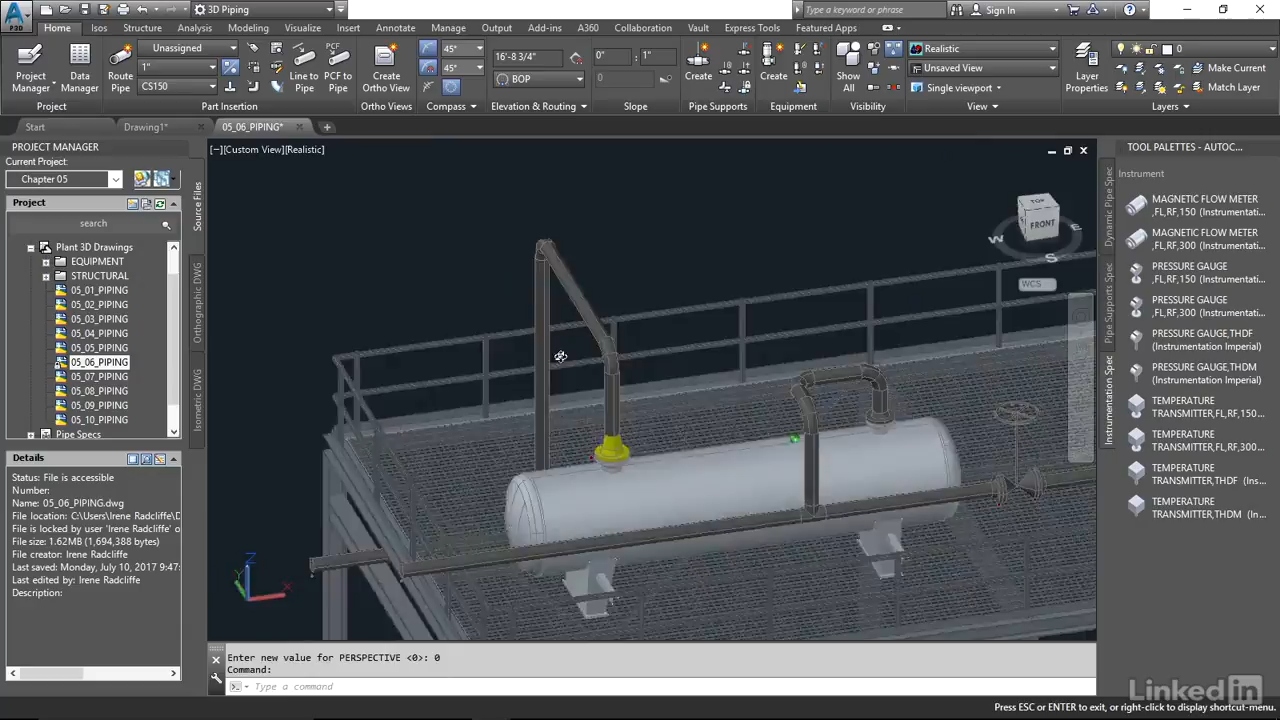 P3D
3D Piping
Type a keyword or phrase
Sign In
Home
Isos
Structure
Analysis
Modeling
Visualize
Insert
Annotate
Manage
Output
Add-ins
A360
Collaboration
Vault
Express Tools
Featured Apps
Project
Manager
Data
Manager
Project
Route
Pipe
Unassigned
1"
CS150
Line to
Pipe
PCF to
Pipe
Part Insertion
Create
Ortho View
Ortho Views
45°
45°
Compass
16'-8 3/4"
BOP
Elevation & Routing
0"
:
1"
0
Slope
Create
Pipe Supports
Create
Equipment
Show
All
Visibility
Realistic
Unsaved View
Single viewport
View
Layer
Properties
0
Make Current
Match Layer
Layers
Start
Drawing1*
05_06_PIPING*
PROJECT MANAGER
Current Project:
Chapter 05
Project
search
Plant 3D Drawings
EQUIPMENT
STRUCTURAL
05_01_PIPING
05_02_PIPING
05_03_PIPING
05_04_PIPING
05_05_PIPING
05_06_PIPING
05_07_PIPING
05_08_PIPING
05_09_PIPING
05_10_PIPING
Pipe Specs
Source Files
Orthographic DWG
Isometric DWG
Details
Status: File is accessible
Number:
Name: 05_06_PIPING.dwg
File location: C:\Users\Irene Radcliffe\D
File is locked by user 'Irene Radcliffe' o
File size: 1.62MB (1,694,388 bytes)
File creator: Irene Radcliffe
Last saved: Monday, July 10, 2017 9:47:
Last edited by: Irene Radcliffe
Description:
[−][Custom View][Realistic]
TOP
FRONT
W
S
E
WCS
Z
Y
X
Enter new value for PERSPECTIVE <0>: 0
Command:
Type a command
TOOL PALETTES - AUTOC...
Instrument
MAGNETIC FLOW METER
,FL,RF,150 (Instrumentati...
MAGNETIC FLOW METER
,FL,RF,300 (Instrumentati...
PRESSURE GAUGE
,FL,RF,150 (Instrumentati...
PRESSURE GAUGE
,FL,RF,300 (Instrumentati...
PRESSURE GAUGE,THDF
(Instrumentation Imperial)
PRESSURE GAUGE,THDM
(Instrumentation Imperial)
TEMPERATURE
TRANSMITTER,FL,RF,150...
TEMPERATURE
TRANSMITTER,FL,RF,300...
TEMPERATURE
TRANSMITTER,THDF (Ins...
TEMPERATURE
TRANSMITTER,THDM (In...
Dynamic Pipe Spec
Pipe Supports Spec
Instrumentation Spec
LinkedIn
Press ESC or ENTER to exit, or right-click to display shortcut-menu.